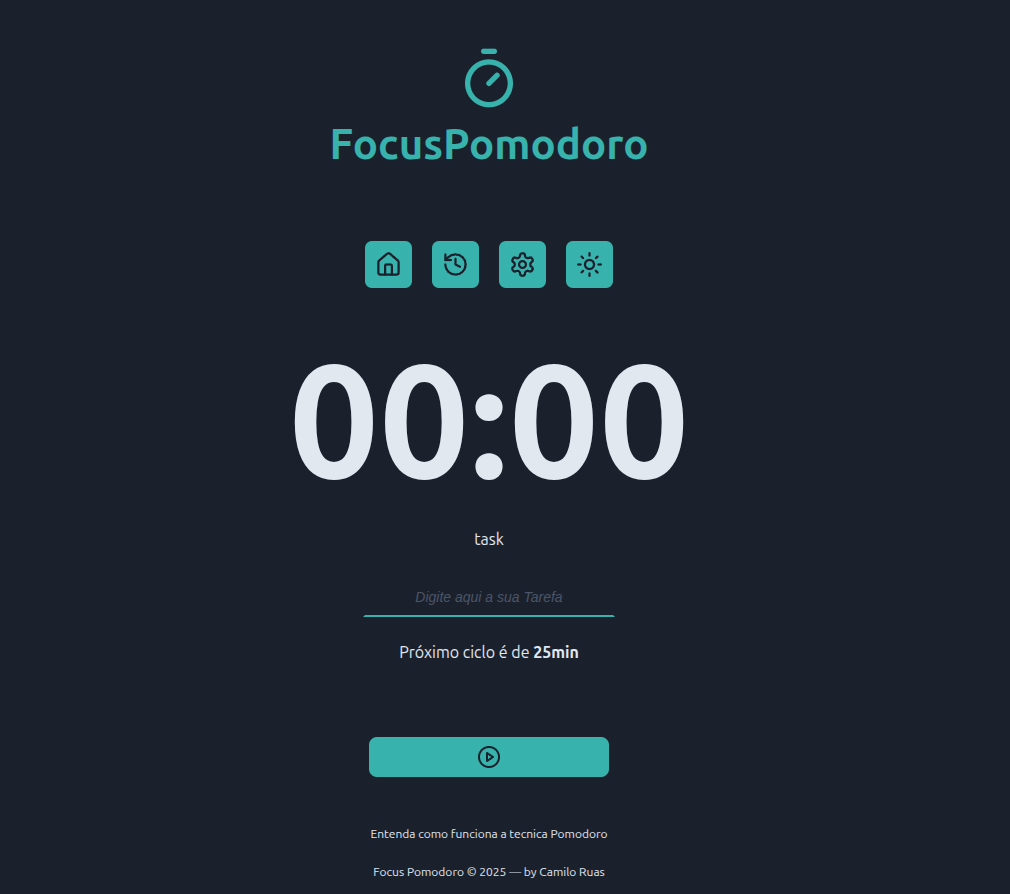 FocusPomodoro
00:00
task
Digite aqui a sua Tarefa
Próximo ciclo é de 25min
Entenda como funciona a tecnica Pomodoro
Focus Pomodoro © 2025 — by Camilo Ruas